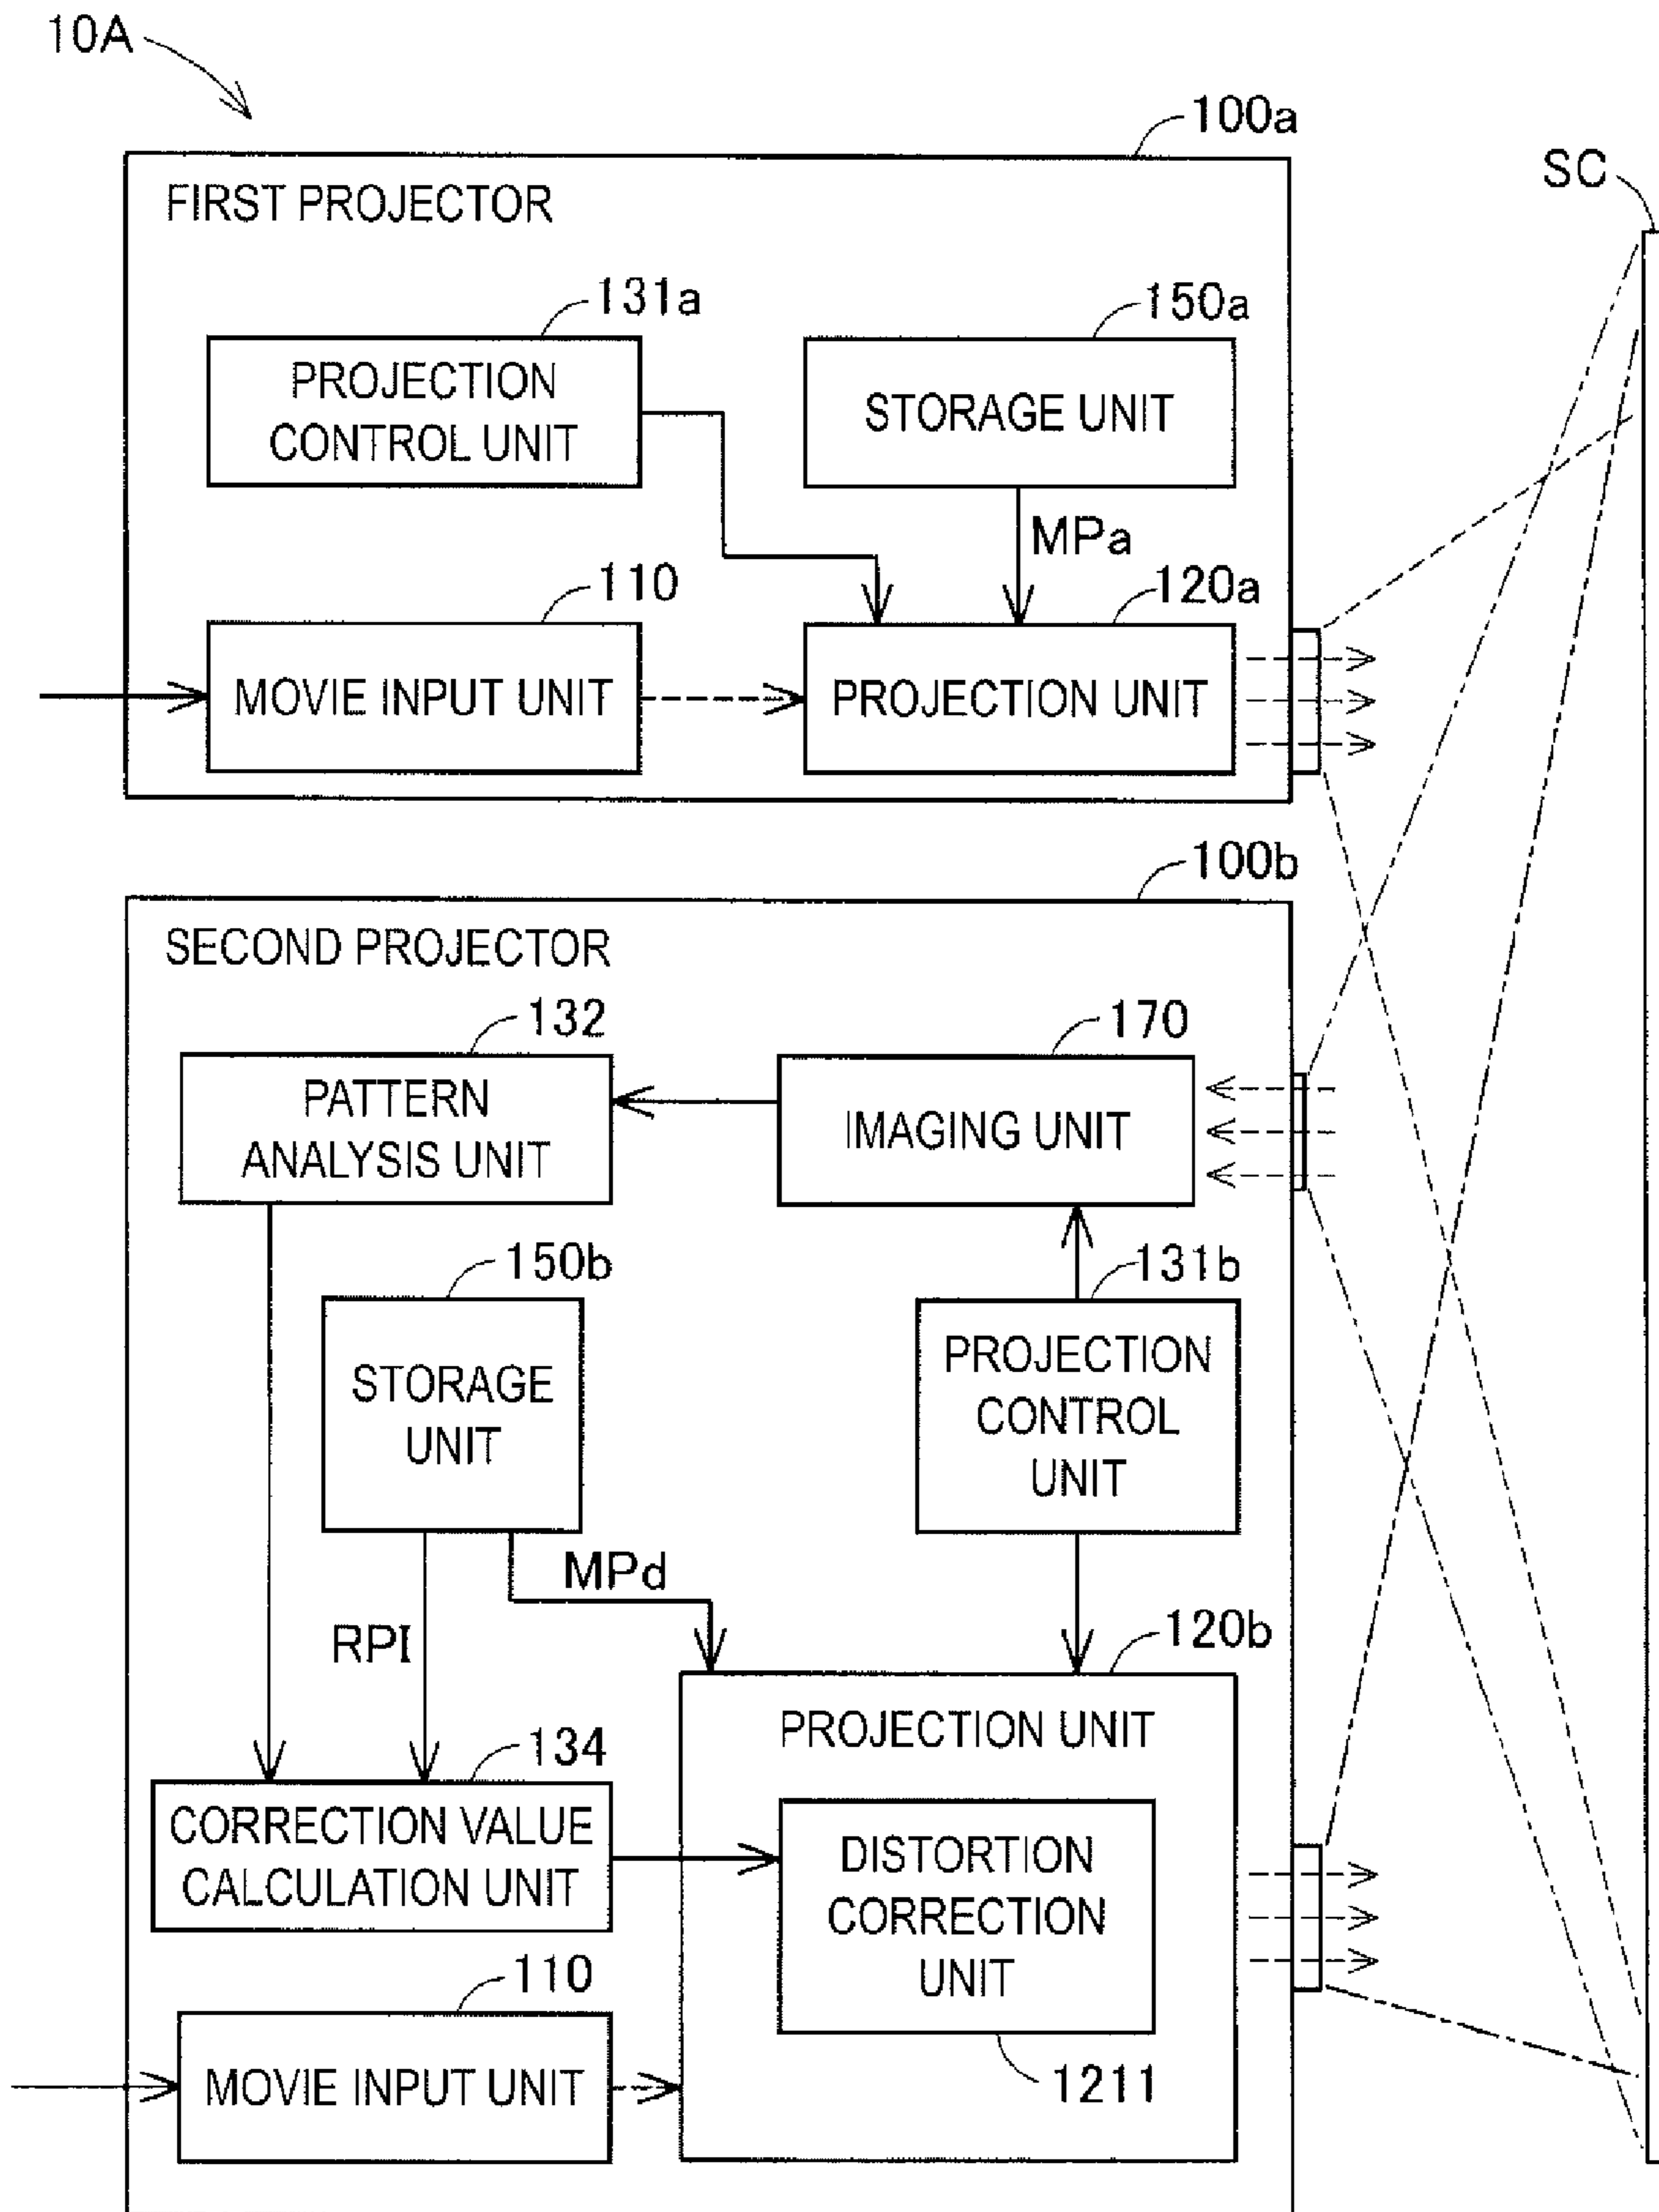 10A
100a
SC
FIRST PROJECTOR
131a
150a
PROJECTION
CONTROL UNIT
STORAGE UNIT
MPa
110
120a
MOVIE INPUT UNIT
PROJECTION UNIT
100b
SECOND PROJECTOR
132
170
PATTERN
ANALYSIS UNIT
IMAGING UNIT
150b
131b
STORAGE
UNIT
PROJECTION
CONTROL
UNIT
MPd
RPI
120b
PROJECTION UNIT
134
CORRECTION VALUE
CALCULATION UNIT
DISTORTION
CORRECTION
UNIT
110
1211
MOVIE INPUT UNIT